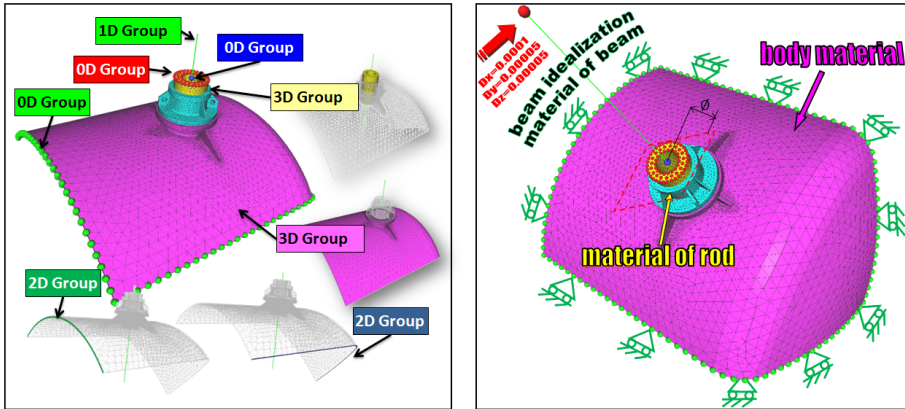 1D Group
0D Group
0D Group
0D Group
3D Group
3D Group
2D Group
2D Group
Dx=0.0001
Dy=0.00005
Dz=0.00005
beam idealization
material of beam
body material
Ø
material of rod